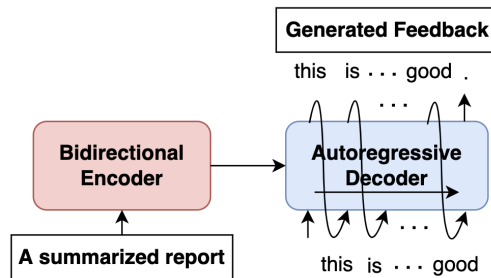 Generated Feedback
this is ... good .
...
Bidirectional
Encoder
Autoregressive
Decoder
...
A summarized report
this is ... good